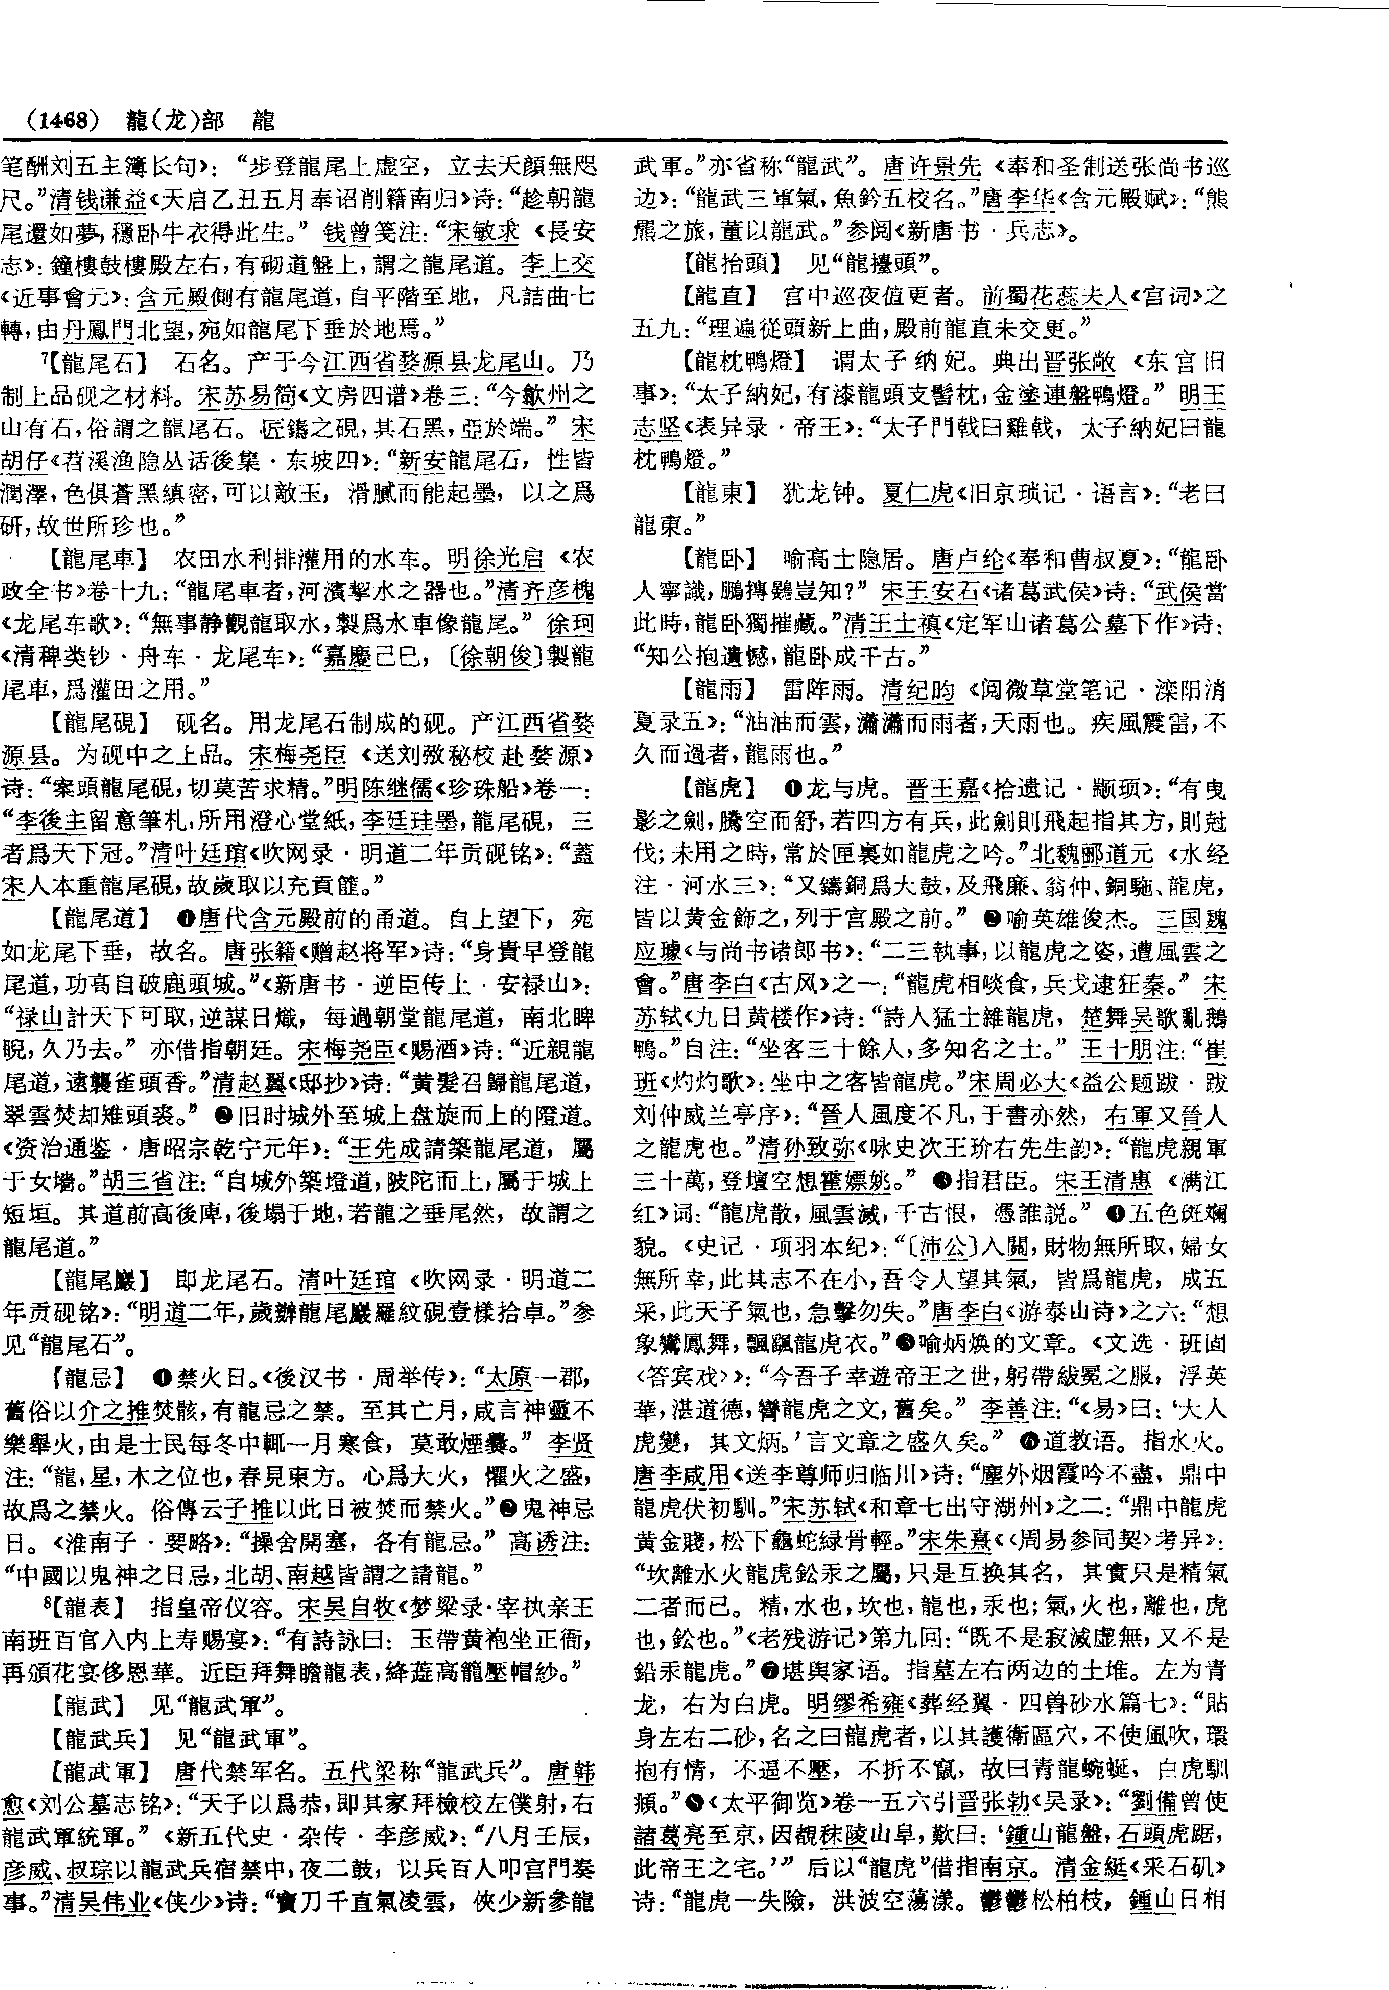 (1468) 龍(龙)部 龍
笔酬刘五主簿长句》：“步登龍尾上虚空，立去天顔無咫
尺。”清钱谦益《天启乙丑五月奉诏削籍南归》诗：“趁朝龍
尾還如夢，穩卧牛衣得此生。”钱曾笺注：“宋敏求《長安
志》：鐘樓鼓樓殿左右，有砌道盤上，謂之龍尾道。李上交
《近事會元》：含元殿側有龍尾道，自平階至地，凡詰曲七
轉，由丹鳳門北望，宛如龍尾下垂於地焉。”
7【龍尾石】 石名。产于今江西省婺源县龙尾山。乃
制上品砚之材料。宋苏易简《文房四谱》卷三：“今歙州之
山有石，俗謂之龍尾石。匠鑄之硯，其石黑，亞於端。”宋
胡仔《苕溪渔隐丛话後集·东坡四》：“新安龍尾石，性皆
潤澤，色俱蒼黑縝密，可以敵玉，滑膩而能起墨，以之爲
研，故世所珍也。”
【龍尾車】 农田水利排灌用的水车。明徐光启《农
政全书》卷十九：“龍尾車者，河濱挈水之器也。”清齐彦槐
《龙尾车歌》：“無事静觀龍取水，製爲水車像龍尾。”徐珂
《清稗类钞·舟车·龙尾车》：“嘉慶己巳，〔徐朝俊〕製龍
尾車，爲灌田之用。”
【龍尾硯】 砚名。用龙尾石制成的砚。产江西省婺
源县。为砚中之上品。宋梅尧臣《送刘弢秘校赴婺源》
诗：“案頭龍尾硯，切莫苦求精。”明陈继儒《珍珠船》卷一：
“李後主留意筆札，所用澄心堂紙，李廷珪墨，龍尾硯，三
者爲天下冠。”清叶廷琯《吹网录·明道二年贡砚铭》：“蓋
宋人本重龍尾硯，故歲取以充貢篚。”
【龍尾道】 ❶唐代含元殿前的甬道。自上望下，宛
如龙尾下垂，故名。唐张籍《赠赵将军》诗：“身貴早登龍
尾道，功高自破鹿頭城。”《新唐书·逆臣传上·安禄山》：
“禄山計天下可取，逆謀日熾，每過朝堂龍尾道，南北睥
睨，久乃去。”亦借指朝廷。宋梅尧臣《赐酒》诗：“近親龍
尾道，遠襲雀頭香。”清赵翼《邸抄》诗：“黄髮召歸龍尾道，
翠雲焚却雉頭裘。”❷旧时城外至城上盘旋而上的隥道。
《资治通鉴·唐昭宗乾宁元年》：“王先成請築龍尾道，屬
于女墻。”胡三省注：“自城外築墱道，陂陀而上，屬于城上
短垣。其道前高後庳，後塌于地，若龍之垂尾然，故謂之
龍尾道。”
【龍尾巖】 即龙尾石。清叶廷琯《吹网录·明道二
年贡砚铭》：“明道二年，歲辦龍尾巖羅紋硯壹樣拾卓。”参
见“龍尾石”。
【龍忌】 ❶禁火日。《後汉书·周举传》：“太原一郡，
舊俗以介之推焚骸，有龍忌之禁。至其亡月，咸言神靈不
樂舉火，由是士民每冬中輒一月寒食，莫敢煙爨。”李贤
注：“龍，星，木之位也，春見東方。心爲大火，懼火之盛，
故爲之禁火。俗傳云子推以此日被焚而禁火。”❷鬼神忌
日。《淮南子·要略》：“操舍開塞，各有龍忌。”高诱注：
“中國以鬼神之日忌，北胡、南越皆謂之請龍。”
8【龍表】 指皇帝仪容。宋吴自牧《梦粱录·宰执亲王
南班百官入内上寿赐宴》：“有詩詠曰：玉帶黄袍坐正衙，
再頒花宴侈恩華。近臣拜舞瞻龍表，絳蕋高籠壓帽紗。”
【龍武】 见“龍武軍”。
【龍武兵】 见“龍武軍”。
【龍武軍】 唐代禁军名。五代梁称“龍武兵”。唐韩
愈《刘公墓志铭》：“天子以爲恭，即其家拜檢校左僕射，右
龍武軍統軍。”《新五代史·杂传·李彦威》：“八月壬辰，
彦威、叔琮以龍武兵宿禁中，夜二鼓，以兵百人叩宫門奏
事。”清吴伟业《侠少》诗：“寶刀千直氣凌雲，俠少新參龍
武軍。”亦省称“龍武”。唐许景先《奉和圣制送张尚书巡
边》：“龍武三軍氣，魚鈐五校名。”唐李华《含元殿赋》：“熊
熊之旅，董以龍武。”参阅《新唐书·兵志》。
【龍抬頭】 见“龍擡頭”。
【龍直】 宫中巡夜值更者。前蜀花蕊夫人《宫词》之
五九：“理遍從頭新上曲，殿前龍直未交更。”
【龍枕鴨燈】 谓太子纳妃。典出晋张敞《东宫旧
事》：“太子納妃，有漆龍頭支髻枕，金塗連盤鴨燈。”明王
志坚《表异录·帝王》：“太子門戟曰雞戟，太子納妃曰龍
枕鴨燈。”
【龍東】 犹龙钟。夏仁虎《旧京琐记·语言》：“老曰
龍東。”
【龍卧】 喻高士隐居。唐卢纶《奉和曹叔夏》：“龍卧
人寧識，鵬摶鷃豈知？”宋王安石《诸葛武侯》诗：“武侯當
此時，龍卧獨摧藏。”清王士禛《定军山诸葛公墓下作》诗：
“知公抱遺憾，龍卧成千古。”
【龍雨】 雷阵雨。清纪昀《阅微草堂笔记·滦阳消
夏录五》：“油油而雲，瀟瀟而雨者，天雨也。疾風震雷，不
久而過者，龍雨也。”
【龍虎】 ❶龙与虎。晋王嘉《拾遗记·颛顼》：“有曳
影之劍，騰空而舒，若四方有兵，此劍則飛起指其方，則尅
伐；未用之時，常於匣裏如龍虎之吟。”北魏郦道元《水经
注·河水三》：“又鑄銅爲大鼓，及飛廉、翁仲、銅駝、龍虎，
皆以黄金飾之，列于宫殿之前。”❷喻英雄俊杰。三国魏
应璩《与尚书诸郎书》：“二三執事，以龍虎之姿，遭風雲之
會。”唐李白《古风》之一：“龍虎相啖食，兵戈逮狂秦。”宋
苏轼《九日黄楼作》诗：“詩人猛士雜龍虎，楚舞吴歌亂鵝
鴨。”自注：“坐客三十餘人，多知名之士。”王十朋注：“崔
班《灼灼歌》：坐中之客皆龍虎。”宋周必大《益公题跋·跋
刘仲威兰亭序》：“晉人風度不凡，于書亦然，右軍又晉人
之龍虎也。”清孙致弥《咏史次王玠右先生韵》：“龍虎親軍
三十萬，登壇空想霍嫖姚。”❸指君臣。宋王清惠《满江
红》词：“龍虎散，風雲滅，千古恨，憑誰説。”❹五色斑斓
貌。《史记·项羽本纪》：“〔沛公〕入關，財物無所取，婦女
無所幸，此其志不在小，吾令人望其氣，皆爲龍虎，成五
采，此天子氣也，急擊勿失。”唐李白《游泰山诗》之六：“想
象鸞鳳舞，飄飖龍虎衣。”❺喻炳焕的文章。《文选·班固
〈答宾戏〉》：“今吾子幸遊帝王之世，躬帶紱冕之服，浮英
華，湛道德，彎龍虎之文，舊矣。”李善注：“《易》曰：‘大人
虎變，其文炳。’言文章之盛久矣。”❻道教语。指水火。
唐李咸用《送李尊师归临川》诗：“塵外烟霞吟不盡，鼎中
龍虎伏初馴。”宋苏轼《和章七出守湖州》之二：“鼎中龍虎
黄金賤，松下龜蛇緑骨輕。”宋朱熹《〈周易参同契〉考异》：
“坎離水火龍虎鈆汞之屬，只是互换其名，其實只是精氣
二者而已。精，水也，坎也，龍也，汞也；氣，火也，離也，虎
也，鈆也。”《老残游记》第九回：“既不是寂滅虚無，又不是
鉛汞龍虎。”❼堪舆家语。指墓左右两边的土堆。左为青
龙，右为白虎。明缪希雍《葬经翼·四兽砂水篇七》：“貼
身左右二砂，名之曰龍虎者，以其護衛區穴，不使風吹，環
抱有情，不逼不壓，不折不竄，故曰青龍蜿蜒，白虎馴
頫。”❽《太平御览》卷一五六引晋张勃《吴录》：“劉備曾使
諸葛亮至京，因覩秣陵山阜，歎曰：‘鍾山龍盤，石頭虎踞，
此帝王之宅。’”后以“龍虎”借指南京。清金綎《采石矶》
诗：“龍虎一失險，洪波空蕩漾。鬱鬱松柏枝，鍾山日相